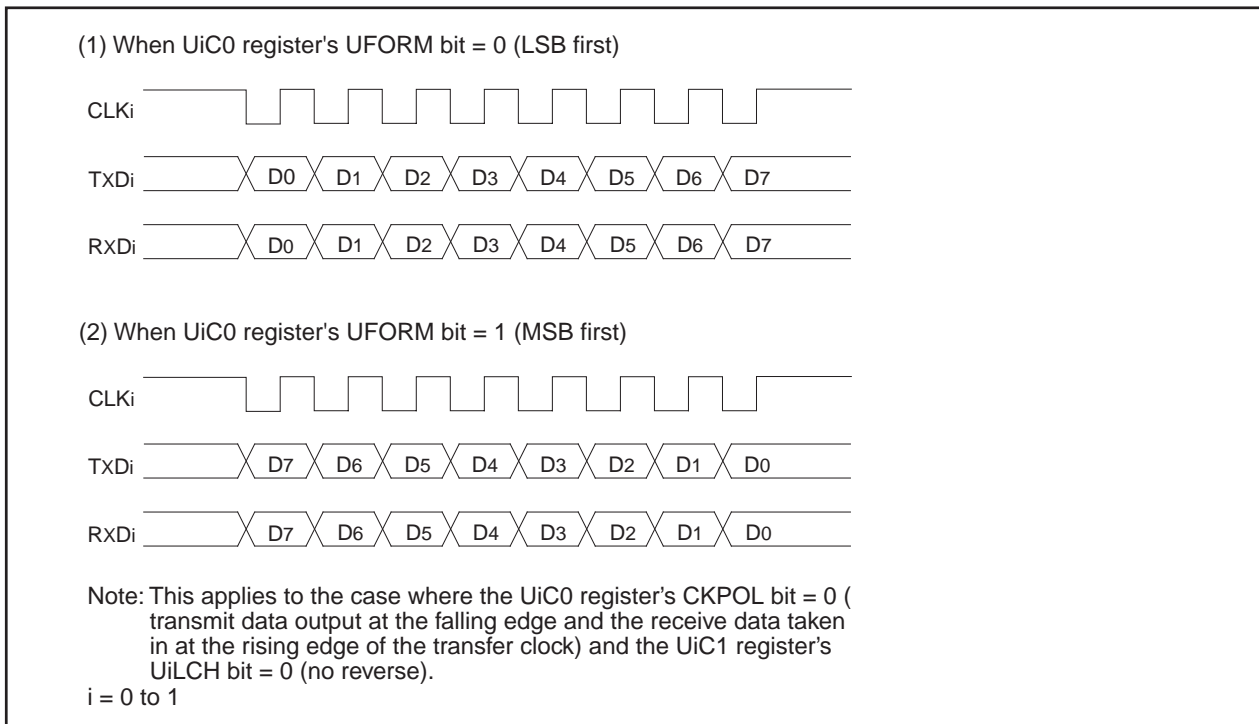 (1) When UiC0 register's UFORM bit = 0 (LSB first)
CLKi
TXDi D0 D1 D2 D3 D4 D5 D6 D7
RXDi D0 D1 D2 D3 D4 D5 D6 D7
(2) When UiC0 register's UFORM bit = 1 (MSB first)
CLKi
TXDi D7 D6 D5 D4 D3 D2 D1 D0
RXDi D7 D6 D5 D4 D3 D2 D1 D0
Note: This applies to the case where the UiC0 register’s CKPOL bit = 0 (
transmit data output at the falling edge and the receive data taken
in at the rising edge of the transfer clock) and the UiC1 register's
UiLCH bit = 0 (no reverse).
i = 0 to 1